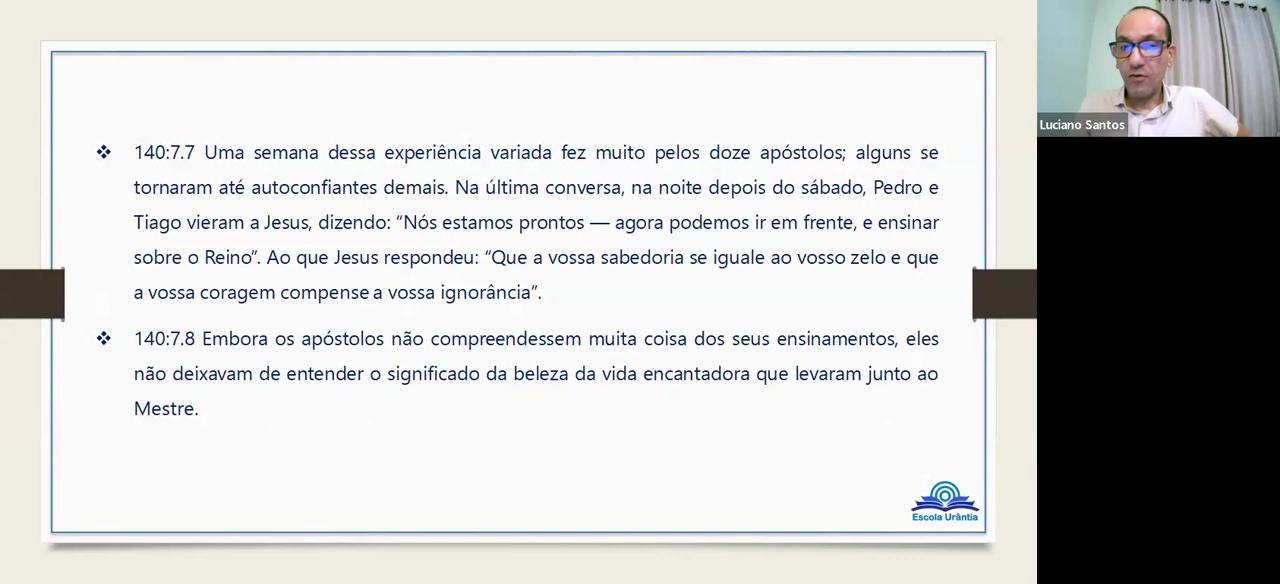 ❖ 140:7.7 Uma semana dessa experiência variada fez muito pelos doze apóstolos; alguns se
tornaram até autoconfiantes demais. Na última conversa, na noite depois do sábado, Pedro e
Tiago vieram a Jesus, dizendo: “Nós estamos prontos — agora podemos ir em frente, e ensinar
sobre o Reino”. Ao que Jesus respondeu: “Que a vossa sabedoria se iguale ao vosso zelo e que
a vossa coragem compense a vossa ignorância”.
❖ 140:7.8 Embora os apóstolos não compreendessem muita coisa dos seus ensinamentos, eles
não deixavam de entender o significado da beleza da vida encantadora que levaram junto ao
Mestre.
Escola Urântia
Luciano Santos